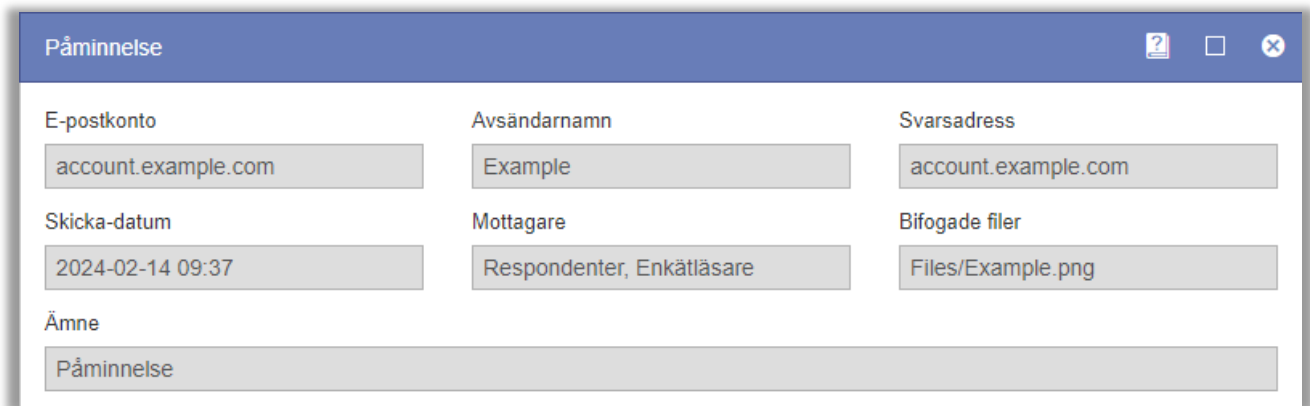 Påminnelse
E-postkonto Avsändarnamn Svarsadress
account.example.com Example account.example.com
Skicka-datum Mottagare Bifogade filer
2024-02-14 09:37 Respondenter, Enkätläsare Files/Example.png
Ämne
Påminnelse